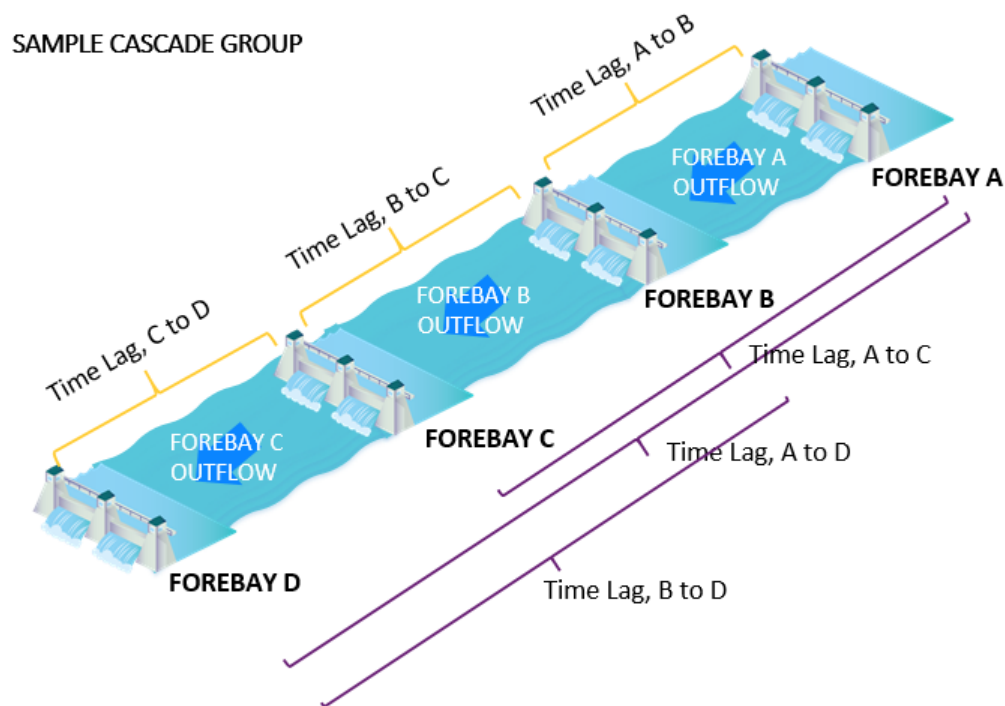 SAMPLE CASCADE GROUP
Time Lag, A to B
FOREBAY A
OUTFLOW
FOREBAY A
Time Lag, B to C
FOREBAY B
OUTFLOW
FOREBAY B
Time Lag, C to D
FOREBAY C
OUTFLOW
FOREBAY C
FOREBAY D
Time Lag, A to C
Time Lag, A to D
Time Lag, B to D